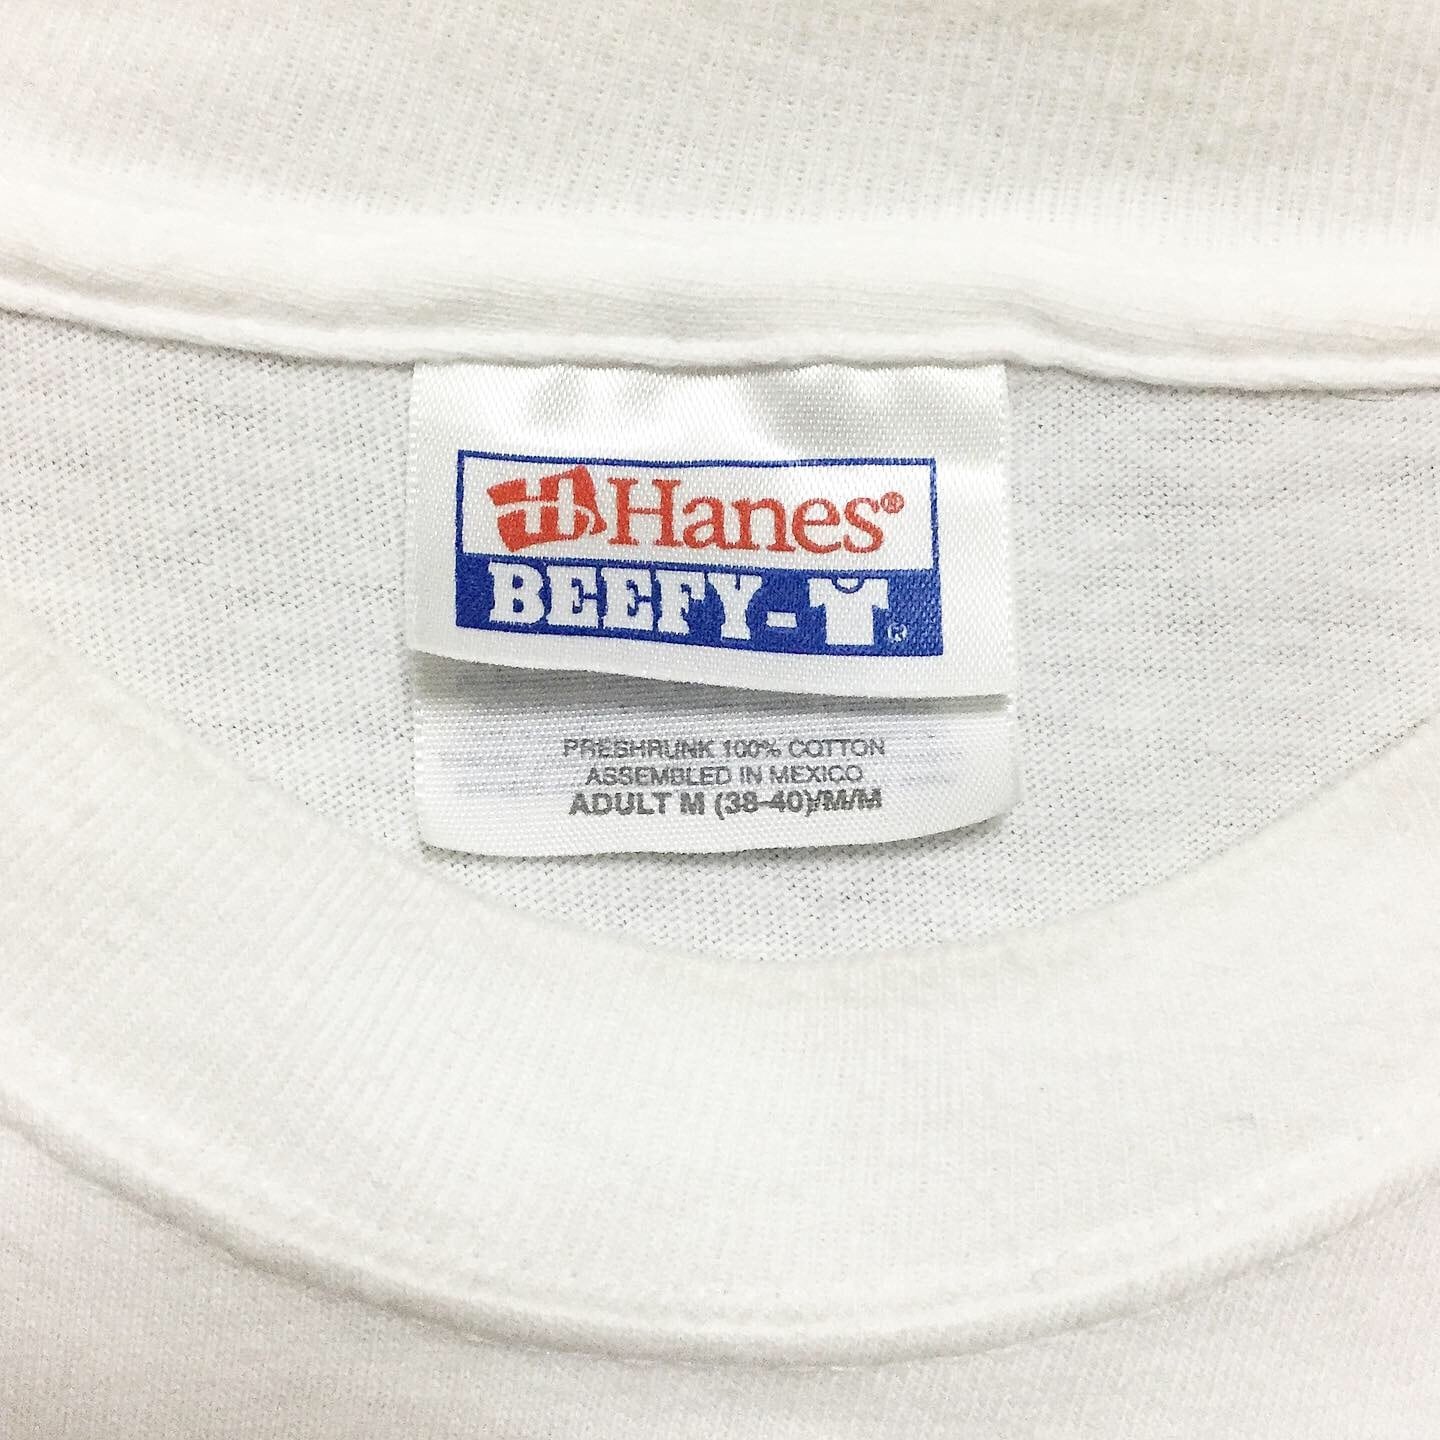 H Hanes®
BEEFY-T®
PRESHRUNK 100% COTTON
ASSEMBLED IN MEXICO
ADULT M (38-40)/M/M